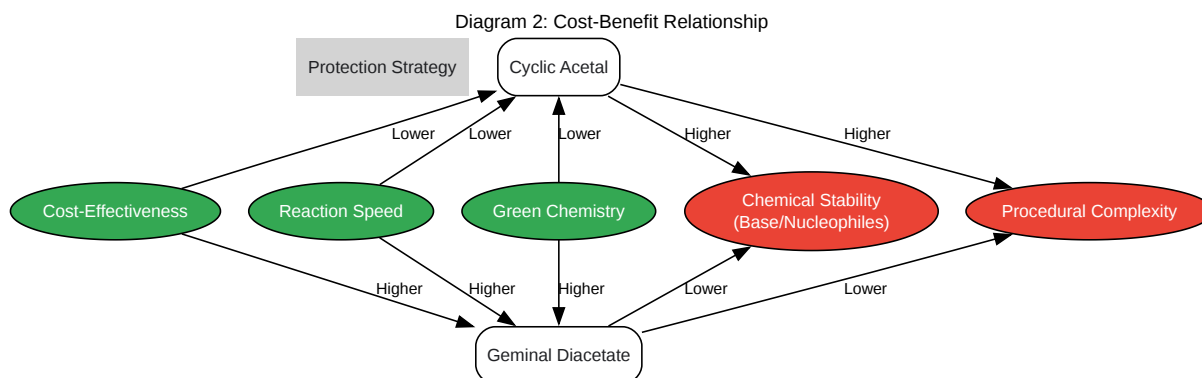 Diagram 2: Cost-Benefit Relationship
Protection Strategy
Cyclic Acetal
Lower
Lower
Lower
Higher
Higher
Cost-Effectiveness
Reaction Speed
Green Chemistry
Chemical Stability
(Base/Nucleophiles)
Procedural Complexity
Higher
Higher
Higher
Lower
Lower
Geminal Diacetate